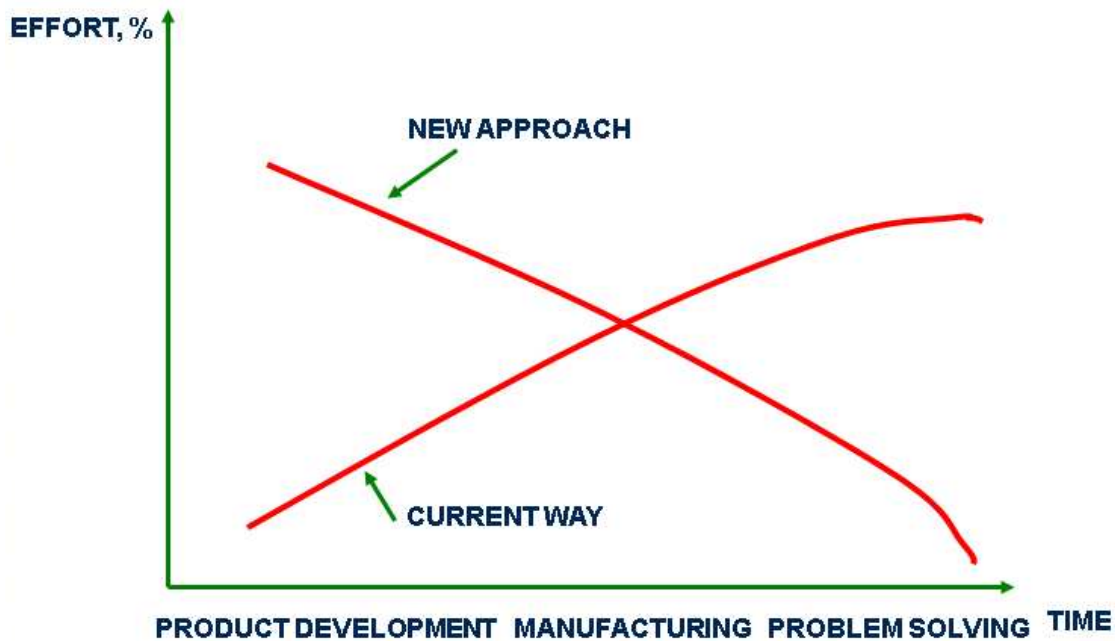 EFFORT, %
NEW APPROACH
CURRENT WAY
PRODUCT DEVELOPMENT MANUFACTURING PROBLEM SOLVING TIME